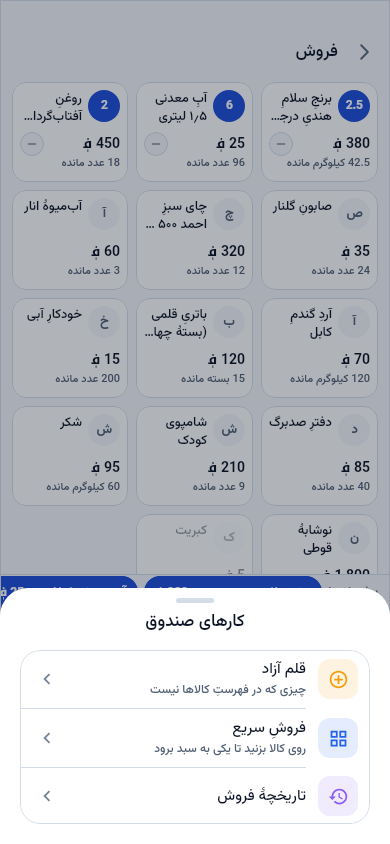 فروش
2.5
برنجِ سلامِ
هندیِ درج...
380 ؋
42.5 کیلوگرم مانده
6
آبِ معدنی
۱٫۵ لیتری
25 ؋
96 عدد مانده
2
روغنِ
آفتاب‌گردا...
450 ؋
18 عدد مانده
ص
صابونِ گلنار
35 ؋
24 عدد مانده
چ
چای سبزِ
احمد ۵۰۰ ...
320 ؋
12 عدد مانده
آ
آب‌میوهٔ انار
60 ؋
3 عدد مانده
آ
آردِ گندمِ
کابل
70 ؋
120 کیلوگرم مانده
ب
باتریِ قلمی
(بستهٔ چها...
120 ؋
15 بسته مانده
خ
خودکارِ آبی
15 ؋
200 عدد مانده
د
دفترِ صدبرگ
85 ؋
40 عدد مانده
ش
شامپوی
کودک
210 ؋
9 عدد مانده
ش
شکر
95 ؋
60 کیلوگرم مانده
ن
نوشابهٔ
قوطی
1,800 ؋
ک
کبریت
کارهای صندوق
قلم آزاد
چیزی که در فهرستِ کالاها نیست
فروشِ سریع
روی کالا بزنید تا یکی به سبد برود
تاریخچهٔ فروش